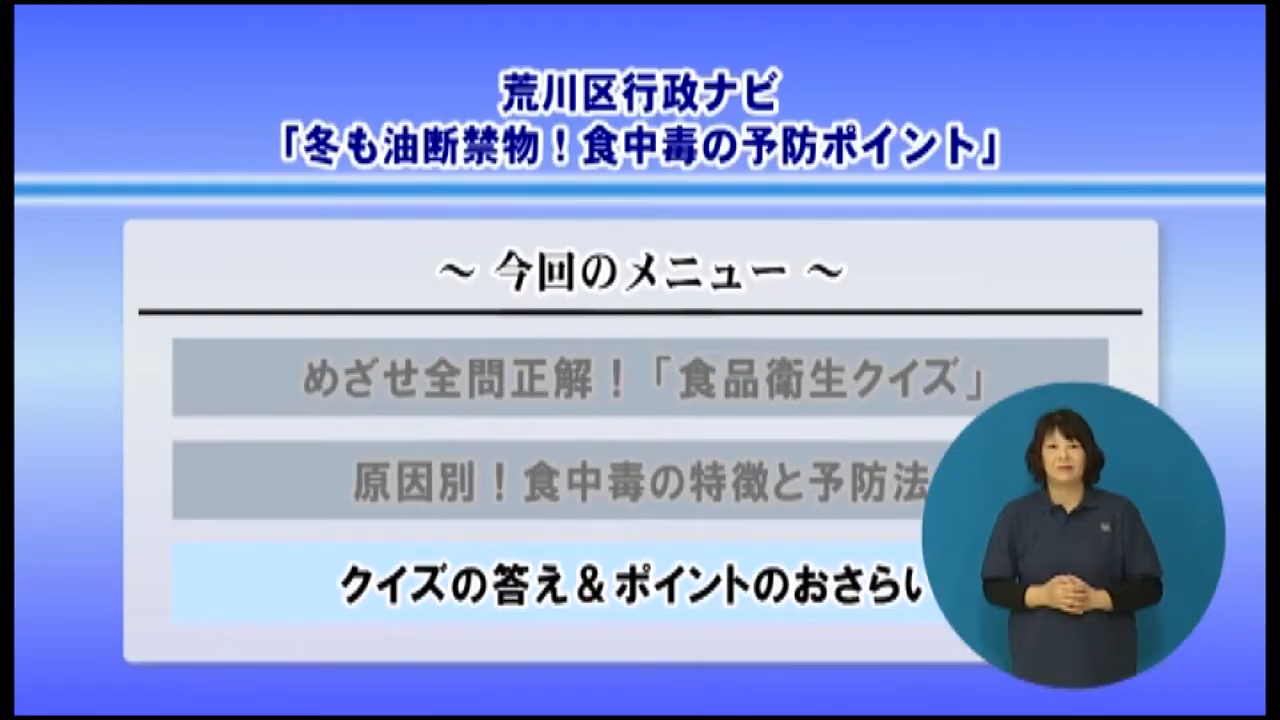 荒川区行政ナビ
「冬も油断禁物！食中毒の予防ポイント」
～ 今回のメニュー ～
めざせ全問正解！「食品衛生クイズ」
原因別！食中毒の特徴と予防法
クイズの答え＆ポイントのおさらい